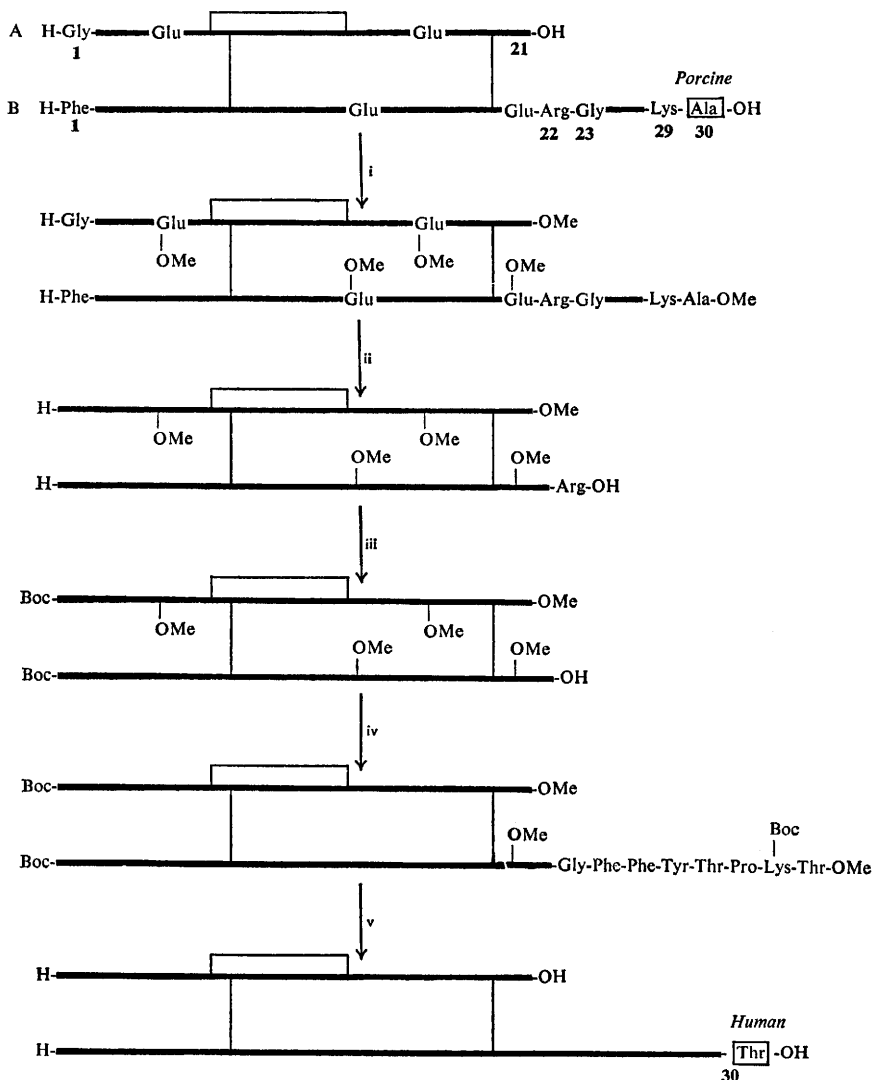 A H-Gly- Glu Glu -OH
1 21
Porcine
B H-Phe- Glu Glu-Arg-Gly -Lys- Ala -OH
1 22 23 29 30
i
H-Gly- Glu Glu -OMe
OMe OMe OMe OMe
H-Phe- Glu Glu-Arg-Gly -Lys-Ala-OMe
ii
H- -OMe
OMe OMe
OMe OMe
H- -Arg-OH
iii
Boc- -OMe
OMe OMe
OMe OMe
Boc- -OH
iv
Boc- -OMe
Boc
OMe
Boc- -Gly-Phe-Phe-Tyr-Thr-Pro-Lys-Thr-OMe
v
H- -OH
Human
H- - Thr -OH
30